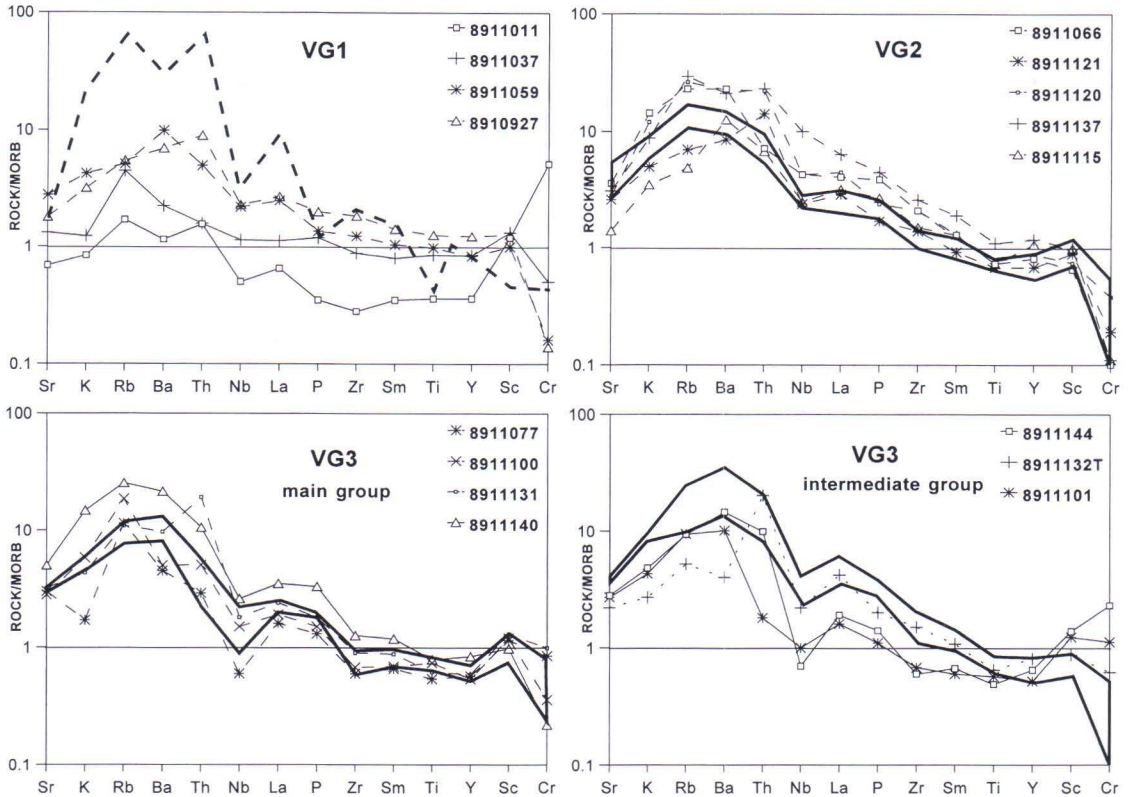 ROCK/MORB
100
10
1
0.1
VG1
8911011
8911037
8911059
8910927
Sr K Rb Ba Th Nb La P Zr Sm Ti Y Sc Cr
ROCK/MORB
100
10
1
0.1
VG2
8911066
8911121
8911120
8911137
8911115
Sr K Rb Ba Th Nb La P Zr Sm Ti Y Sc Cr
ROCK/MORB
100
10
1
0.1
VG3
main group
8911077
8911100
8911131
8911140
Sr K Rb Ba Th Nb La P Zr Sm Ti Y Sc Cr
ROCK/MORB
100
10
1
0.1
VG3
intermediate group
8911144
8911132T
8911101
Sr K Rb Ba Th Nb La P Zr Sm Ti Y Sc Cr